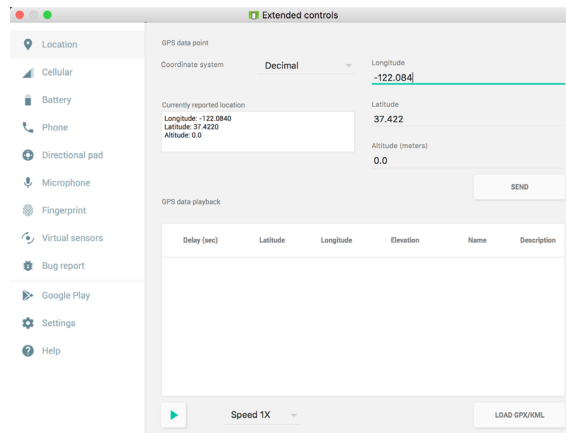 Extended controls
Location
Cellular
Battery
Phone
Directional pad
Microphone
Fingerprint
Virtual sensors
Bug report
Google Play
Settings
Help
GPS data point
Coordinate system
Decimal
Longitude
-122.084
Currently reported location
Longitude: -122.0840
Latitude: 37.4220
Altitude: 0.0
Latitude
37.422
Altitude (meters)
0.0
SEND
GPS data playback
Delay (sec) Latitude Longitude Elevation Name Description
Speed 1X
LOAD GPX/KML